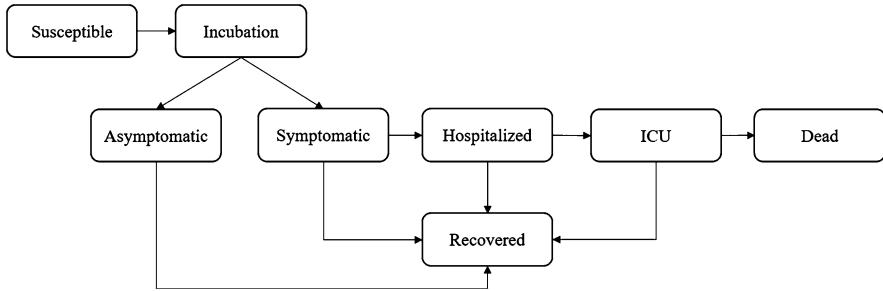 Susceptible
Incubation
Asymptomatic
Symptomatic
Hospitalized
ICU
Dead
Recovered